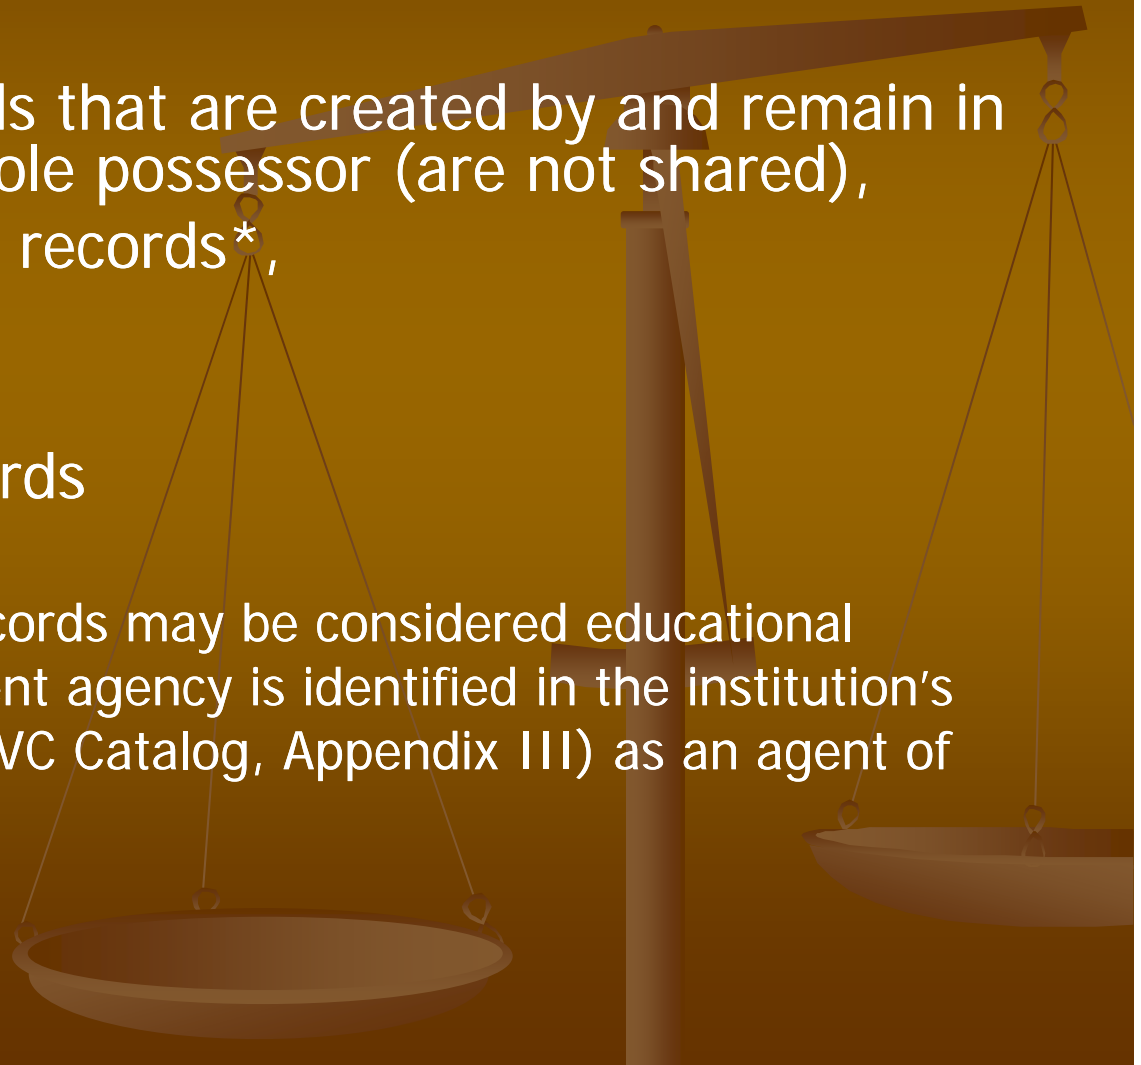 ls that are created by and remain in
ole possessor (are not shared),
records*,
rds
cords may be considered educational
nt agency is identified in the institution's
VC Catalog, Appendix III) as an agent of